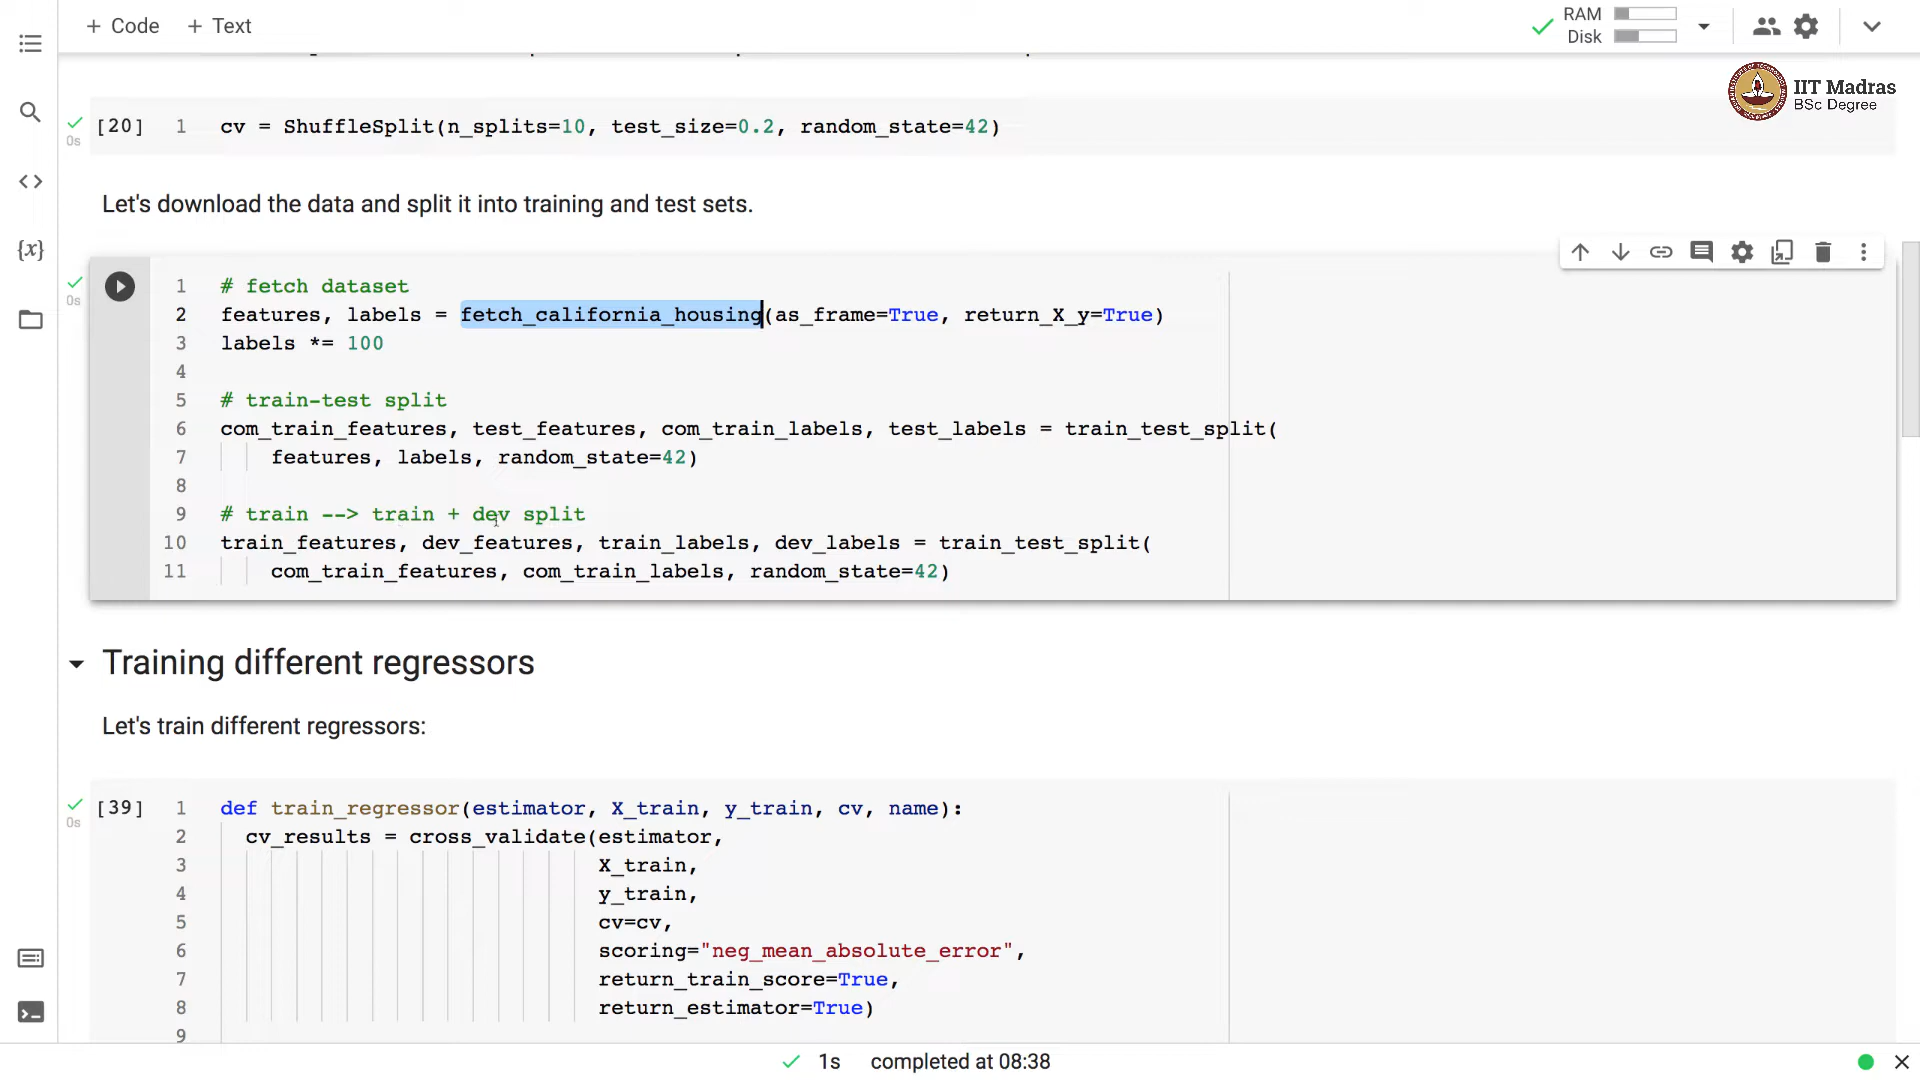 + Code + Text
RAM
Disk
IIT Madras
BSc Degree
[20] 1 cv = ShuffleSplit(n_splits=10, test_size=0.2, random_state=42)
0s
Let's download the data and split it into training and test sets.
0s
1 # fetch dataset
2 features, labels = fetch_california_housing(as_frame=True, return_X_y=True)
3 labels *= 100
4
5 # train-test split
6 com_train_features, test_features, com_train_labels, test_labels = train_test_split(
7 features, labels, random_state=42)
8
9 # train --> train + dev split
10 train_features, dev_features, train_labels, dev_labels = train_test_split(
11 com_train_features, com_train_labels, random_state=42)
Training different regressors
Let's train different regressors:
[39] 1 def train_regressor(estimator, X_train, y_train, cv, name):
0s
2 cv_results = cross_validate(estimator,
3 X_train,
4 y_train,
5 cv=cv,
6 scoring="neg_mean_absolute_error",
7 return_train_score=True,
8 return_estimator=True)
9
1s completed at 08:38